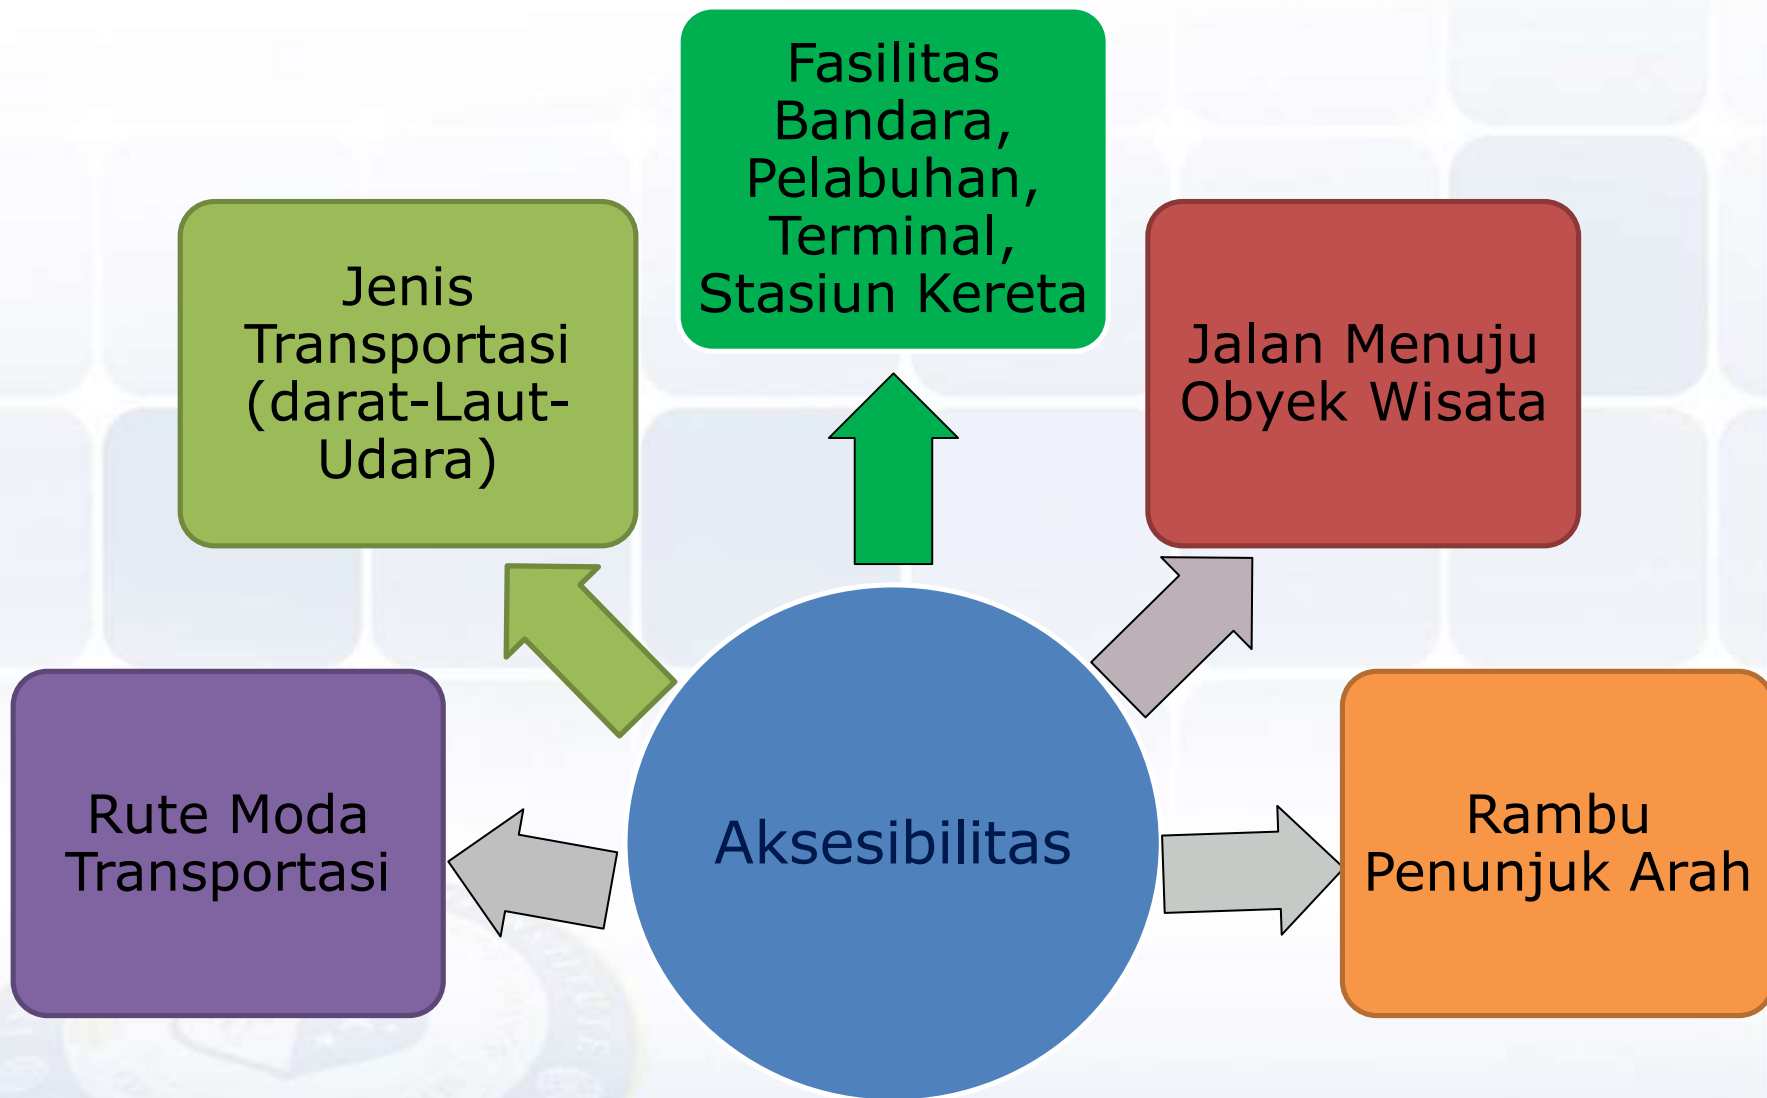 Fasilitas
Bandara,
Pelabuhan,
Terminal,
Stasiun Kereta
Jenis
Transportasi
(darat-Laut-
Udara)
Jalan Menuju
Obyek Wisata
Rute Moda
Transportasi
Aksesibilitas
Rambu
Penunjuk Arah